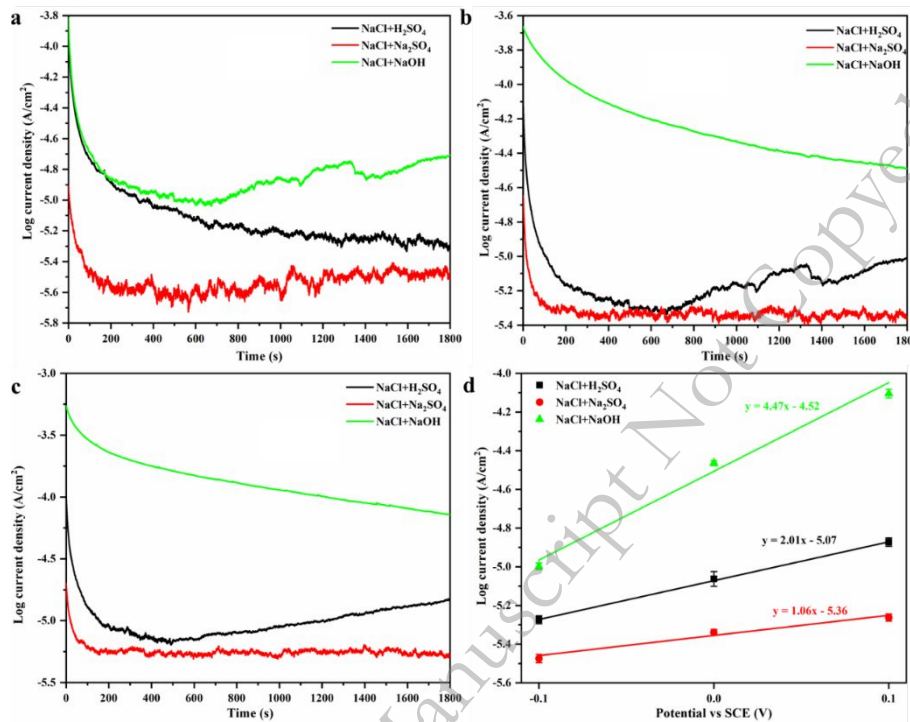 a
NaCl+H₂SO₄
NaCl+Na₂SO₄
NaCl+NaOH
-3.8
-4.0
-4.2
-4.4
-4.6
-4.8
-5.0
-5.2
-5.4
-5.6
-5.8
Log current density (A/cm²)
0 200 400 600 800 1000 1200 1400 1600 1800
Time (s)
b
NaCl+H₂SO₄
NaCl+Na₂SO₄
NaCl+NaOH
-3.6
-3.8
-4.0
-4.2
-4.4
-4.6
-4.8
-5.0
-5.2
-5.4
Log current density (A/cm²)
0 200 400 600 800 1000 1200 1400 1600 1800
Time (s)
c
NaCl+H₂SO₄
NaCl+Na₂SO₄
NaCl+NaOH
-3.0
-3.5
-4.0
-4.5
-5.0
-5.5
Log current density (A/cm²)
0 200 400 600 800 1000 1200 1400 1600 1800
Time (s)
d
NaCl+H₂SO₄
NaCl+Na₂SO₄
NaCl+NaOH
y = 4.47x - 4.52
y = 2.01x - 5.07
y = 1.06x - 5.36
-4.0
-4.2
-4.4
-4.6
-4.8
-5.0
-5.2
-5.4
-5.6
Log current density (A/cm²)
-0.1 0.0 0.1
Potential vs SCE (V)
Manuscript Not Copyed